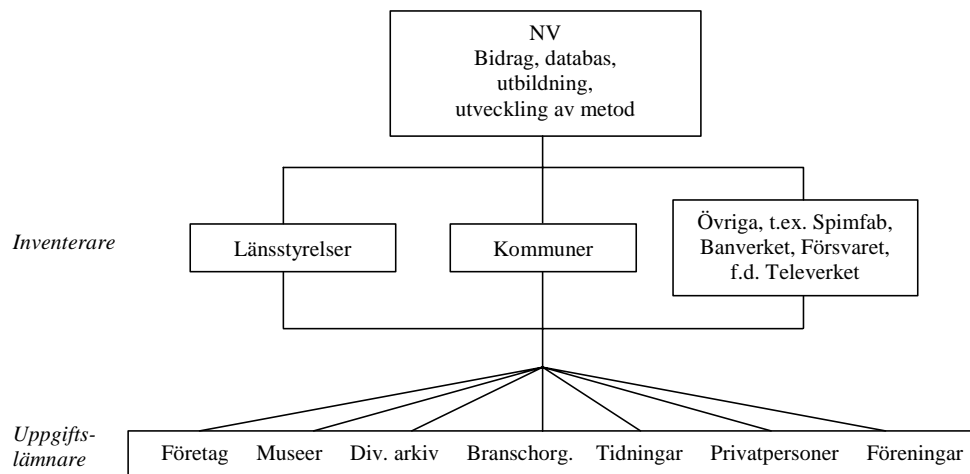 NV
Bidrag, databas,
utbildning,
utveckling av metod
Inventerare
Länsstyrelser
Kommuner
Övriga, t.ex. Spimfab,
Banverket, Försvaret,
f.d. Televerket
Uppgifts-
lämnare
Företag Museer Div. arkiv Branschorg. Tidningar Privatpersoner Föreningar